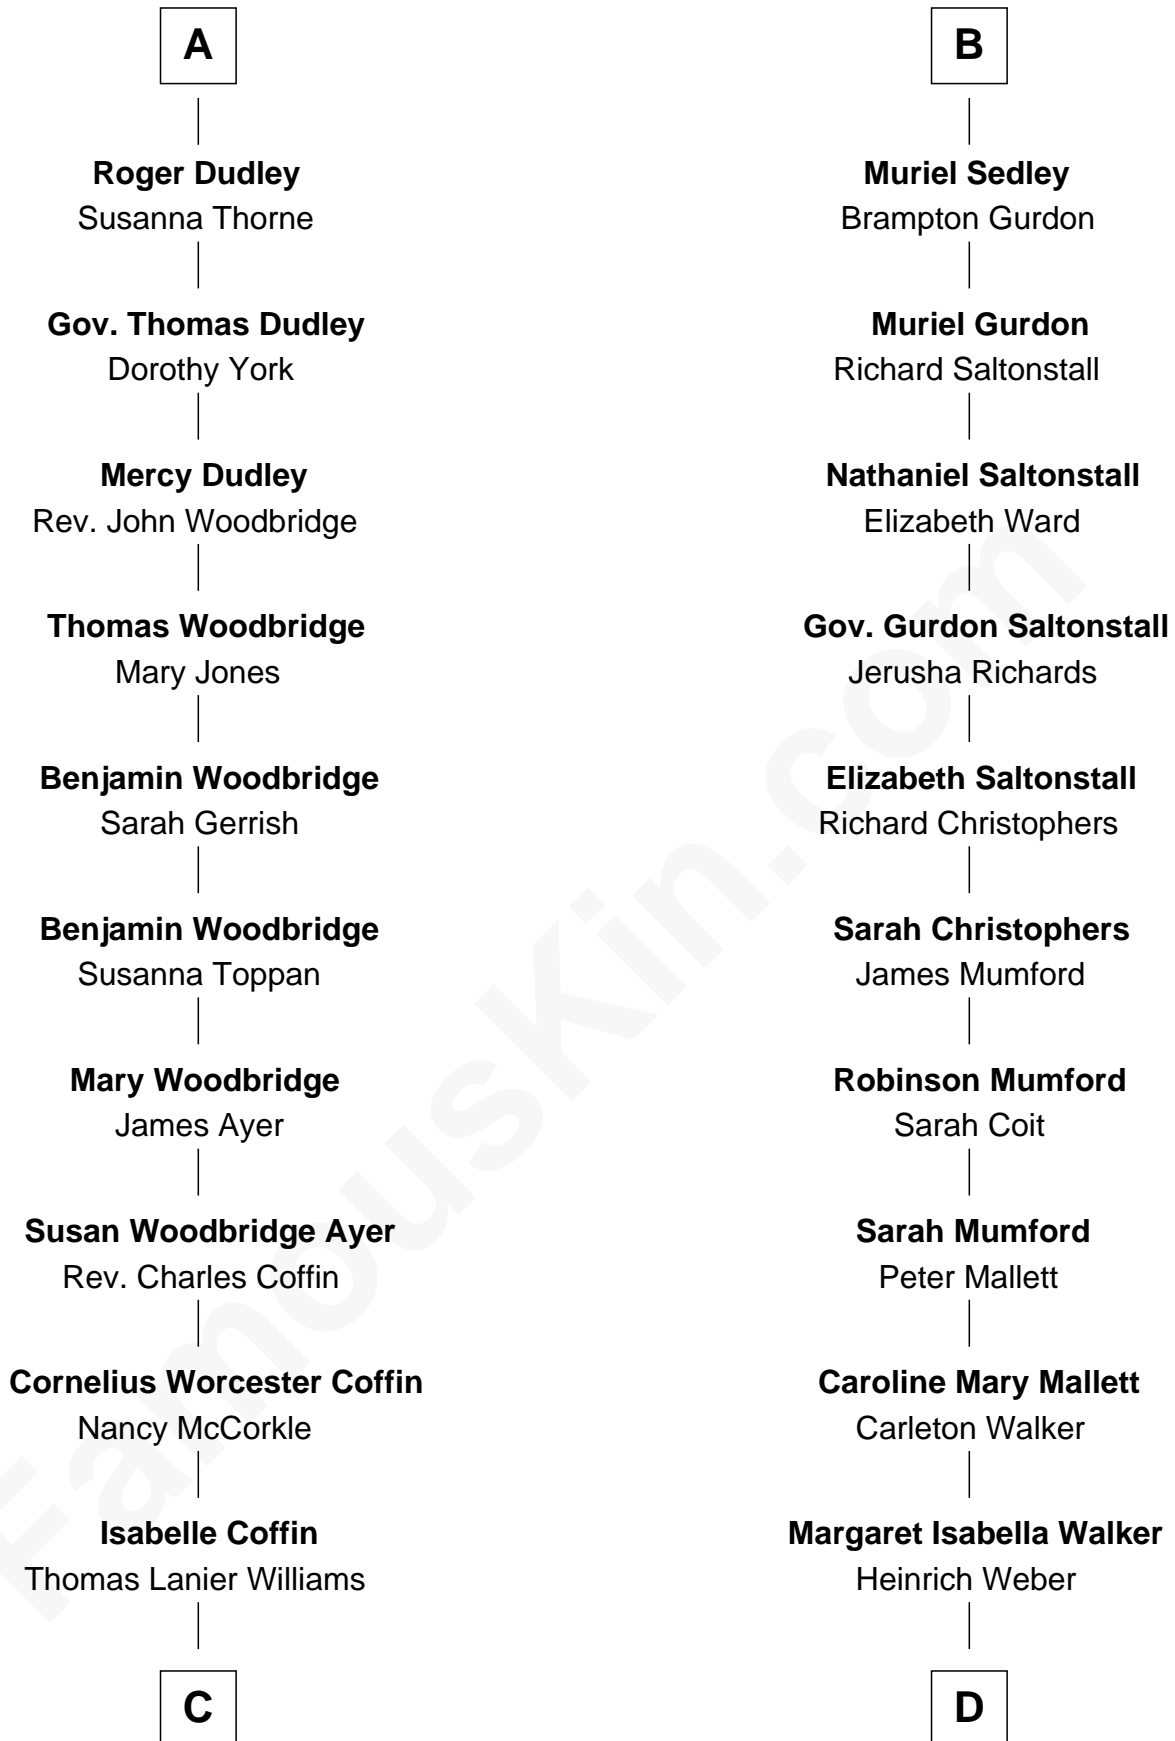 A
Roger Dudley
Susanna Thorne
Gov. Thomas Dudley
Dorothy York
Mercy Dudley
Rev. John Woodbridge
Thomas Woodbridge
Mary Jones
Benjamin Woodbridge
Sarah Gerrish
Benjamin Woodbridge
Susanna Toppan
Mary Woodbridge
James Ayer
Susan Woodbridge Ayer
Rev. Charles Coffin
Cornelius Worcester Coffin
Nancy McCorkle
Isabelle Coffin
Thomas Lanier Williams
C
B
Muriel Sedley
Brampton Gurdon
Muriel Gurdon
Richard Saltonstall
Nathaniel Saltonstall
Elizabeth Ward
Gov. Gurdon Saltonstall
Jerusha Richards
Elizabeth Saltonstall
Richard Christophers
Sarah Christophers
James Mumford
Robinson Mumford
Sarah Coit
Sarah Mumford
Peter Mallett
Caroline Mary Mallett
Carleton Walker
Margaret Isabella Walker
Heinrich Weber
D
FamousKin.com